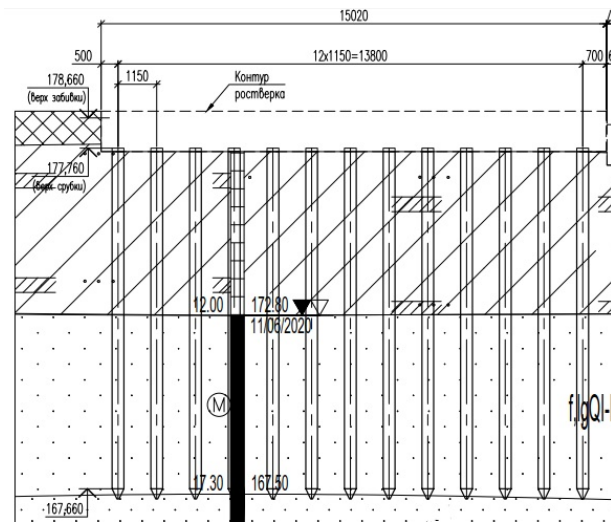 15020
500
12х1150=13800
700
178,660
(верх забивки)
1150
Контур
ростверка
177,760
(верх срубки)
12.00
172.80
11/06/2020
М
f,lgQI-
17.30
167.50
167,660